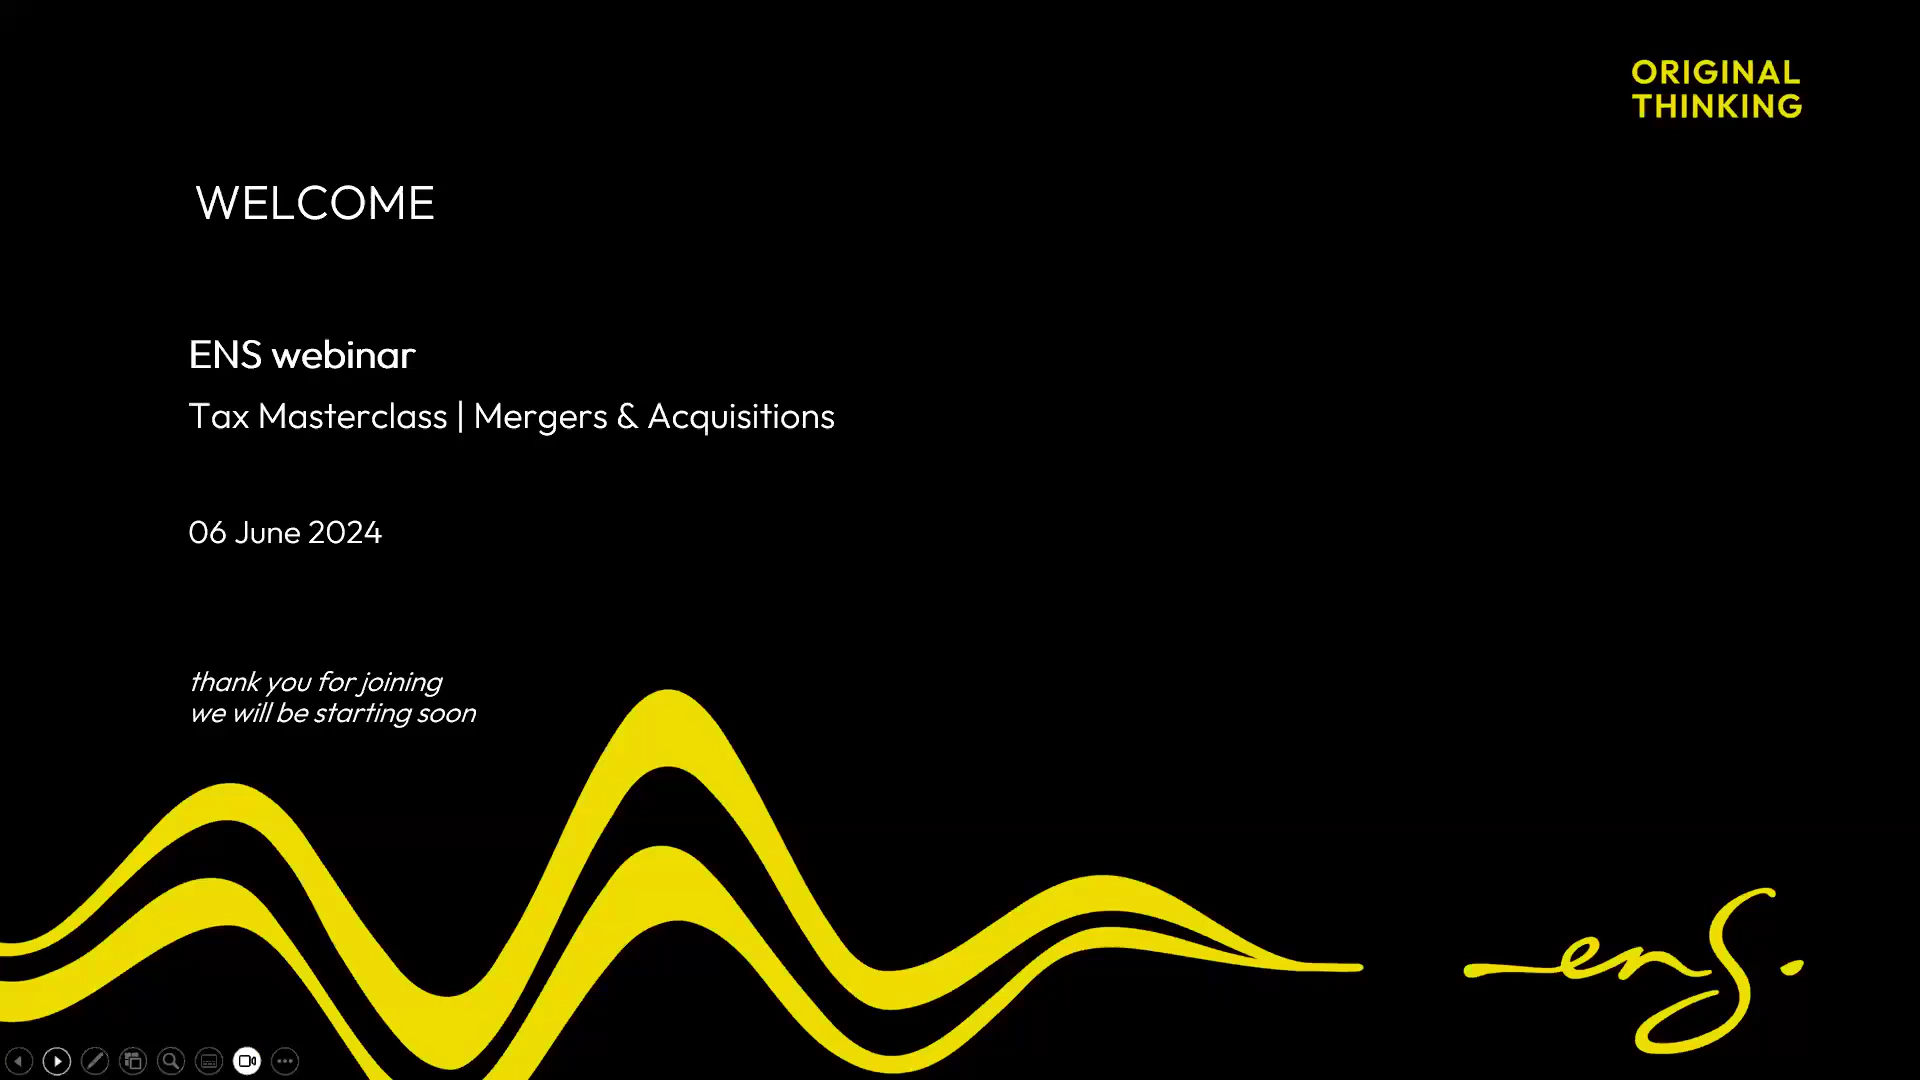 ORIGINAL
THINKING
WELCOME
ENS webinar
Tax Masterclass | Mergers & Acquisitions
06 June 2024
thank you for joining
we will be starting soon
ens.